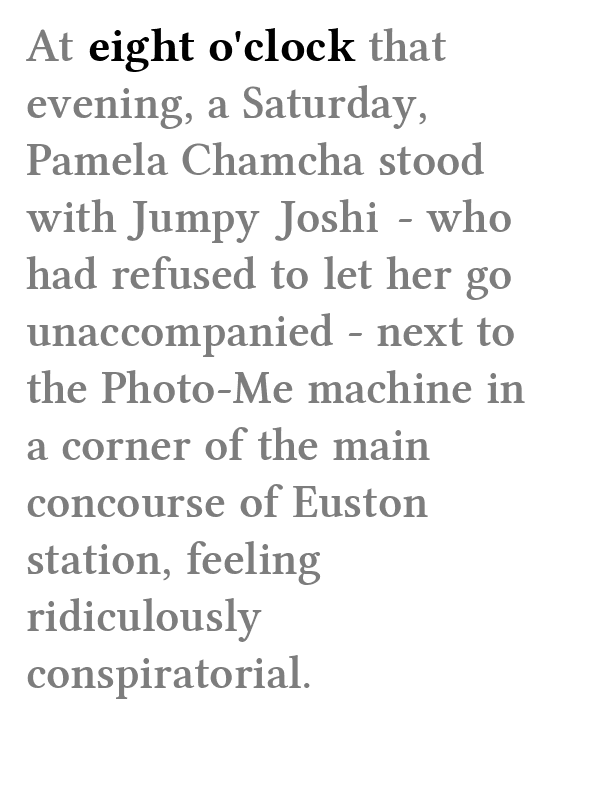 At eight o'clock that
evening, a Saturday,
Pamela Chamcha stood
with Jumpy Joshi - who
had refused to let her go
unaccompanied - next to
the Photo-Me machine in
a corner of the main
concourse of Euston
station, feeling
ridiculously
conspiratorial.